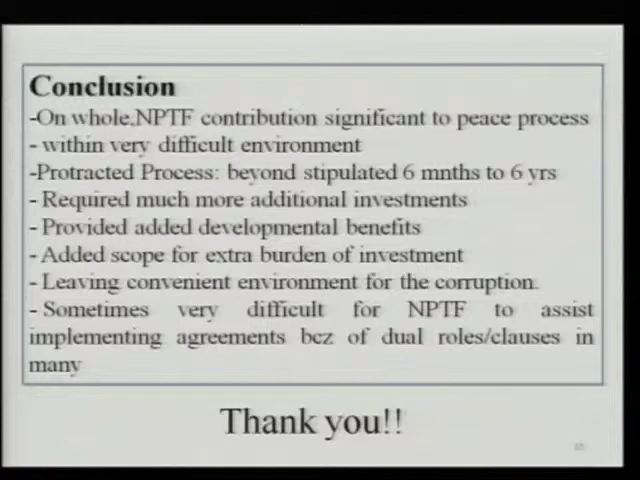 Conclusion
-On whole,NPTF contribution significant to peace process
- within very difficult environment
-Protracted Process: beyond stipulated 6 mnths to 6 yrs
- Required much more additional investments
- Provided added developmental benefits
- Added scope for extra burden of investment
- Leaving convenient environment for the corruption.
- Sometimes very difficult for NPTF to assist
implementing agreements bcz of dual roles/clauses in
many
Thank you!!